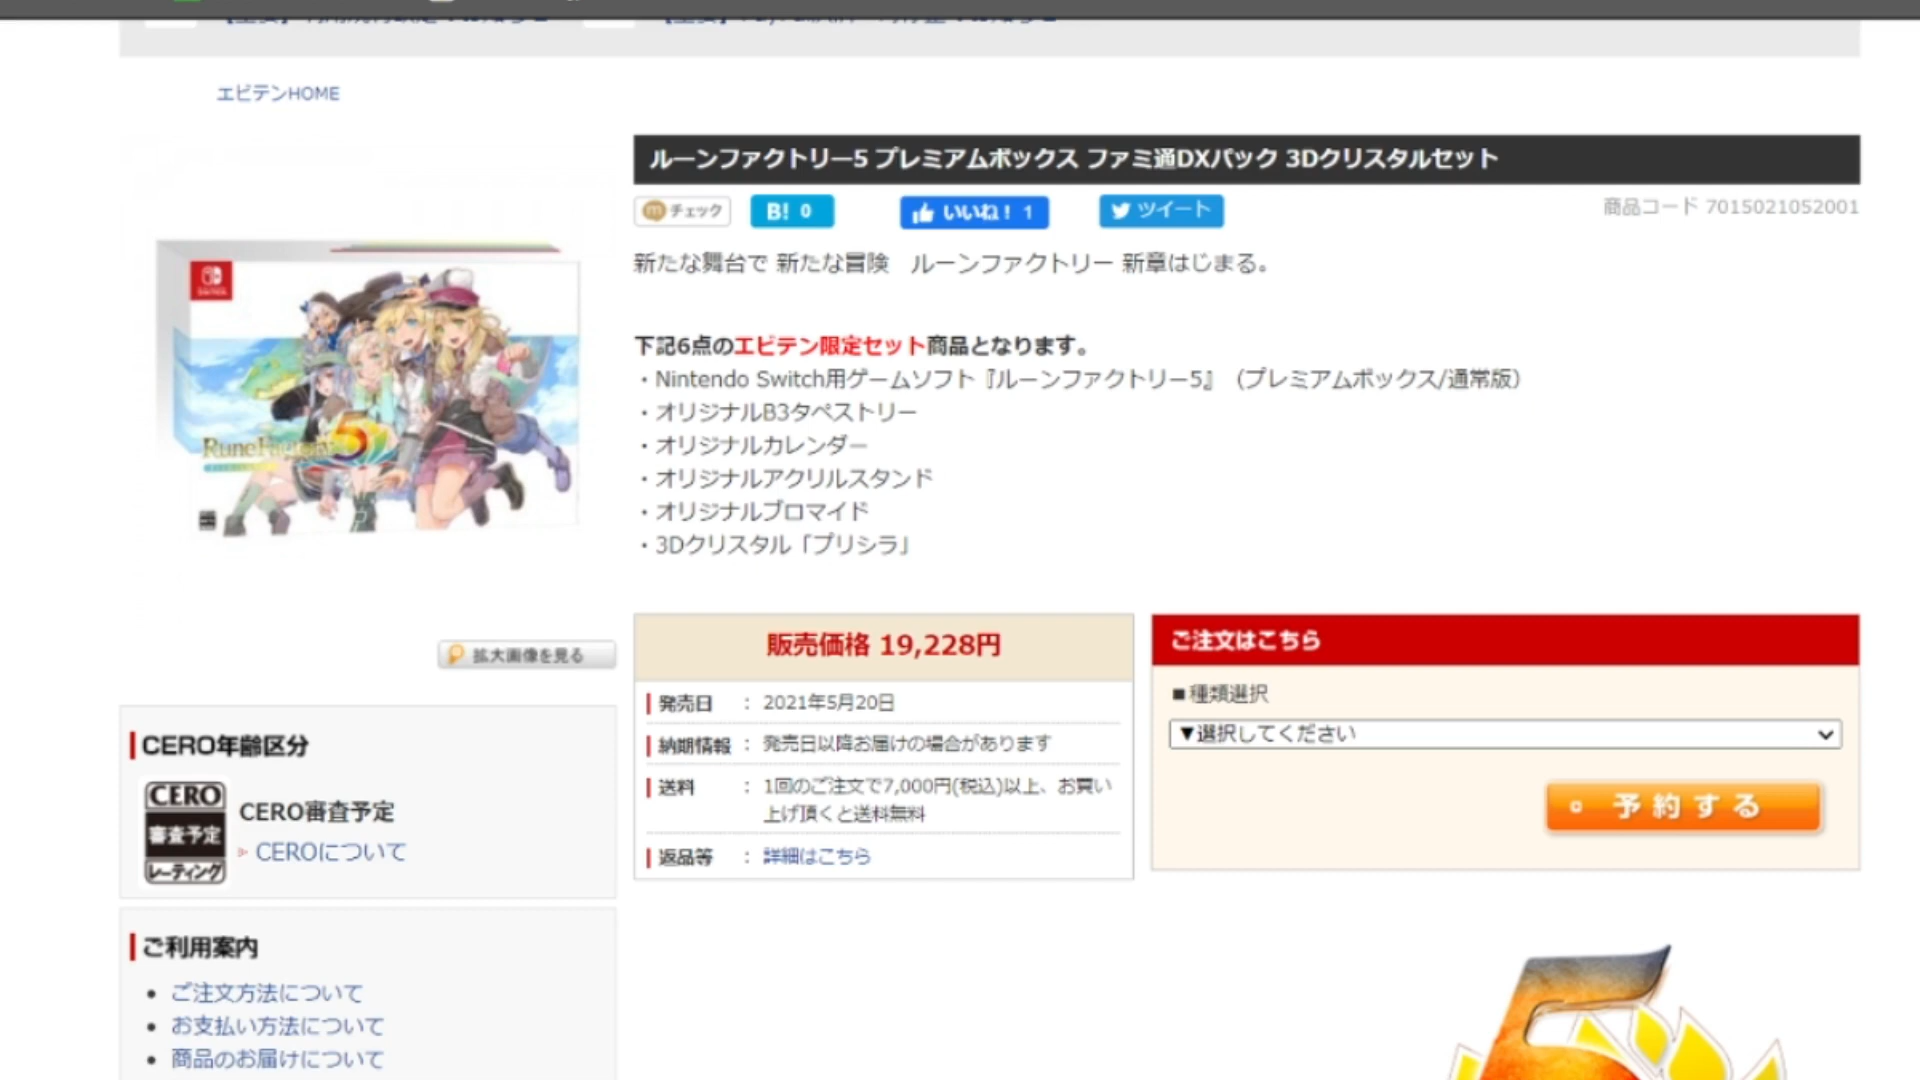 エビテンHOME
ルーンファクトリー5 プレミアムボックス ファミ通DXパック 3Dクリスタルセット
チェック
B! 0
いいね！ 1
ツイート
商品コード 7015021052001
新たな舞台で 新たな冒険　ルーンファクトリー 新章はじまる。
下記6点のエビテン限定セット商品となります。
・Nintendo Switch用ゲームソフト『ルーンファクトリー5』（プレミアムボックス/通常版）
・オリジナルB3タペストリー
・オリジナルカレンダー
・オリジナルアクリルスタンド
・オリジナルブロマイド
・3Dクリスタル「プリシラ」
Rune Factory 5
拡大画像を見る
販売価格 19,228円
発売日 ： 2021年5月20日
納期情報 ： 発売日以降お届けの場合があります
送料 ： 1回のご注文で7,000円(税込)以上、お買い
上げ頂くと送料無料
返品等 ： 詳細はこちら
ご注文はこちら
■種類選択
▼選択してください
予約する
CERO年齢区分
CERO
審査予定
レーティング
CERO審査予定
CEROについて
ご利用案内
ご注文方法について
お支払い方法について
商品のお届けについて
5